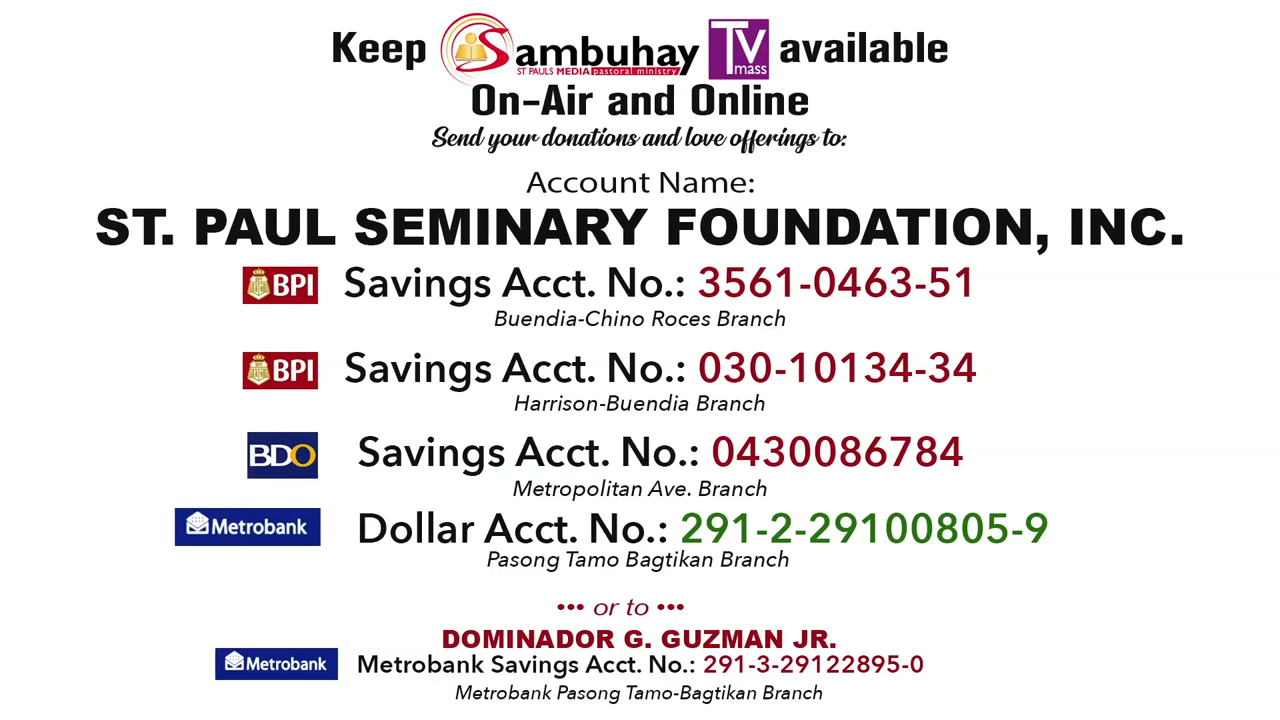 Keep Sambuhay TV mass available
ST PAULS MEDIA pastoral ministry
On-Air and Online
Send your donations and love offerings to:
Account Name:
ST. PAUL SEMINARY FOUNDATION, INC.
BPI Savings Acct. No.: 3561-0463-51
Buendia-Chino Roces Branch
BPI Savings Acct. No.: 030-10134-34
Harrison-Buendia Branch
BDO Savings Acct. No.: 0430086784
Metropolitan Ave. Branch
Metrobank Dollar Acct. No.: 291-2-29100805-9
Pasong Tamo Bagtikan Branch
••• or to •••
DOMINADOR G. GUZMAN JR.
Metrobank Metrobank Savings Acct. No.: 291-3-29122895-0
Metrobank Pasong Tamo-Bagtikan Branch